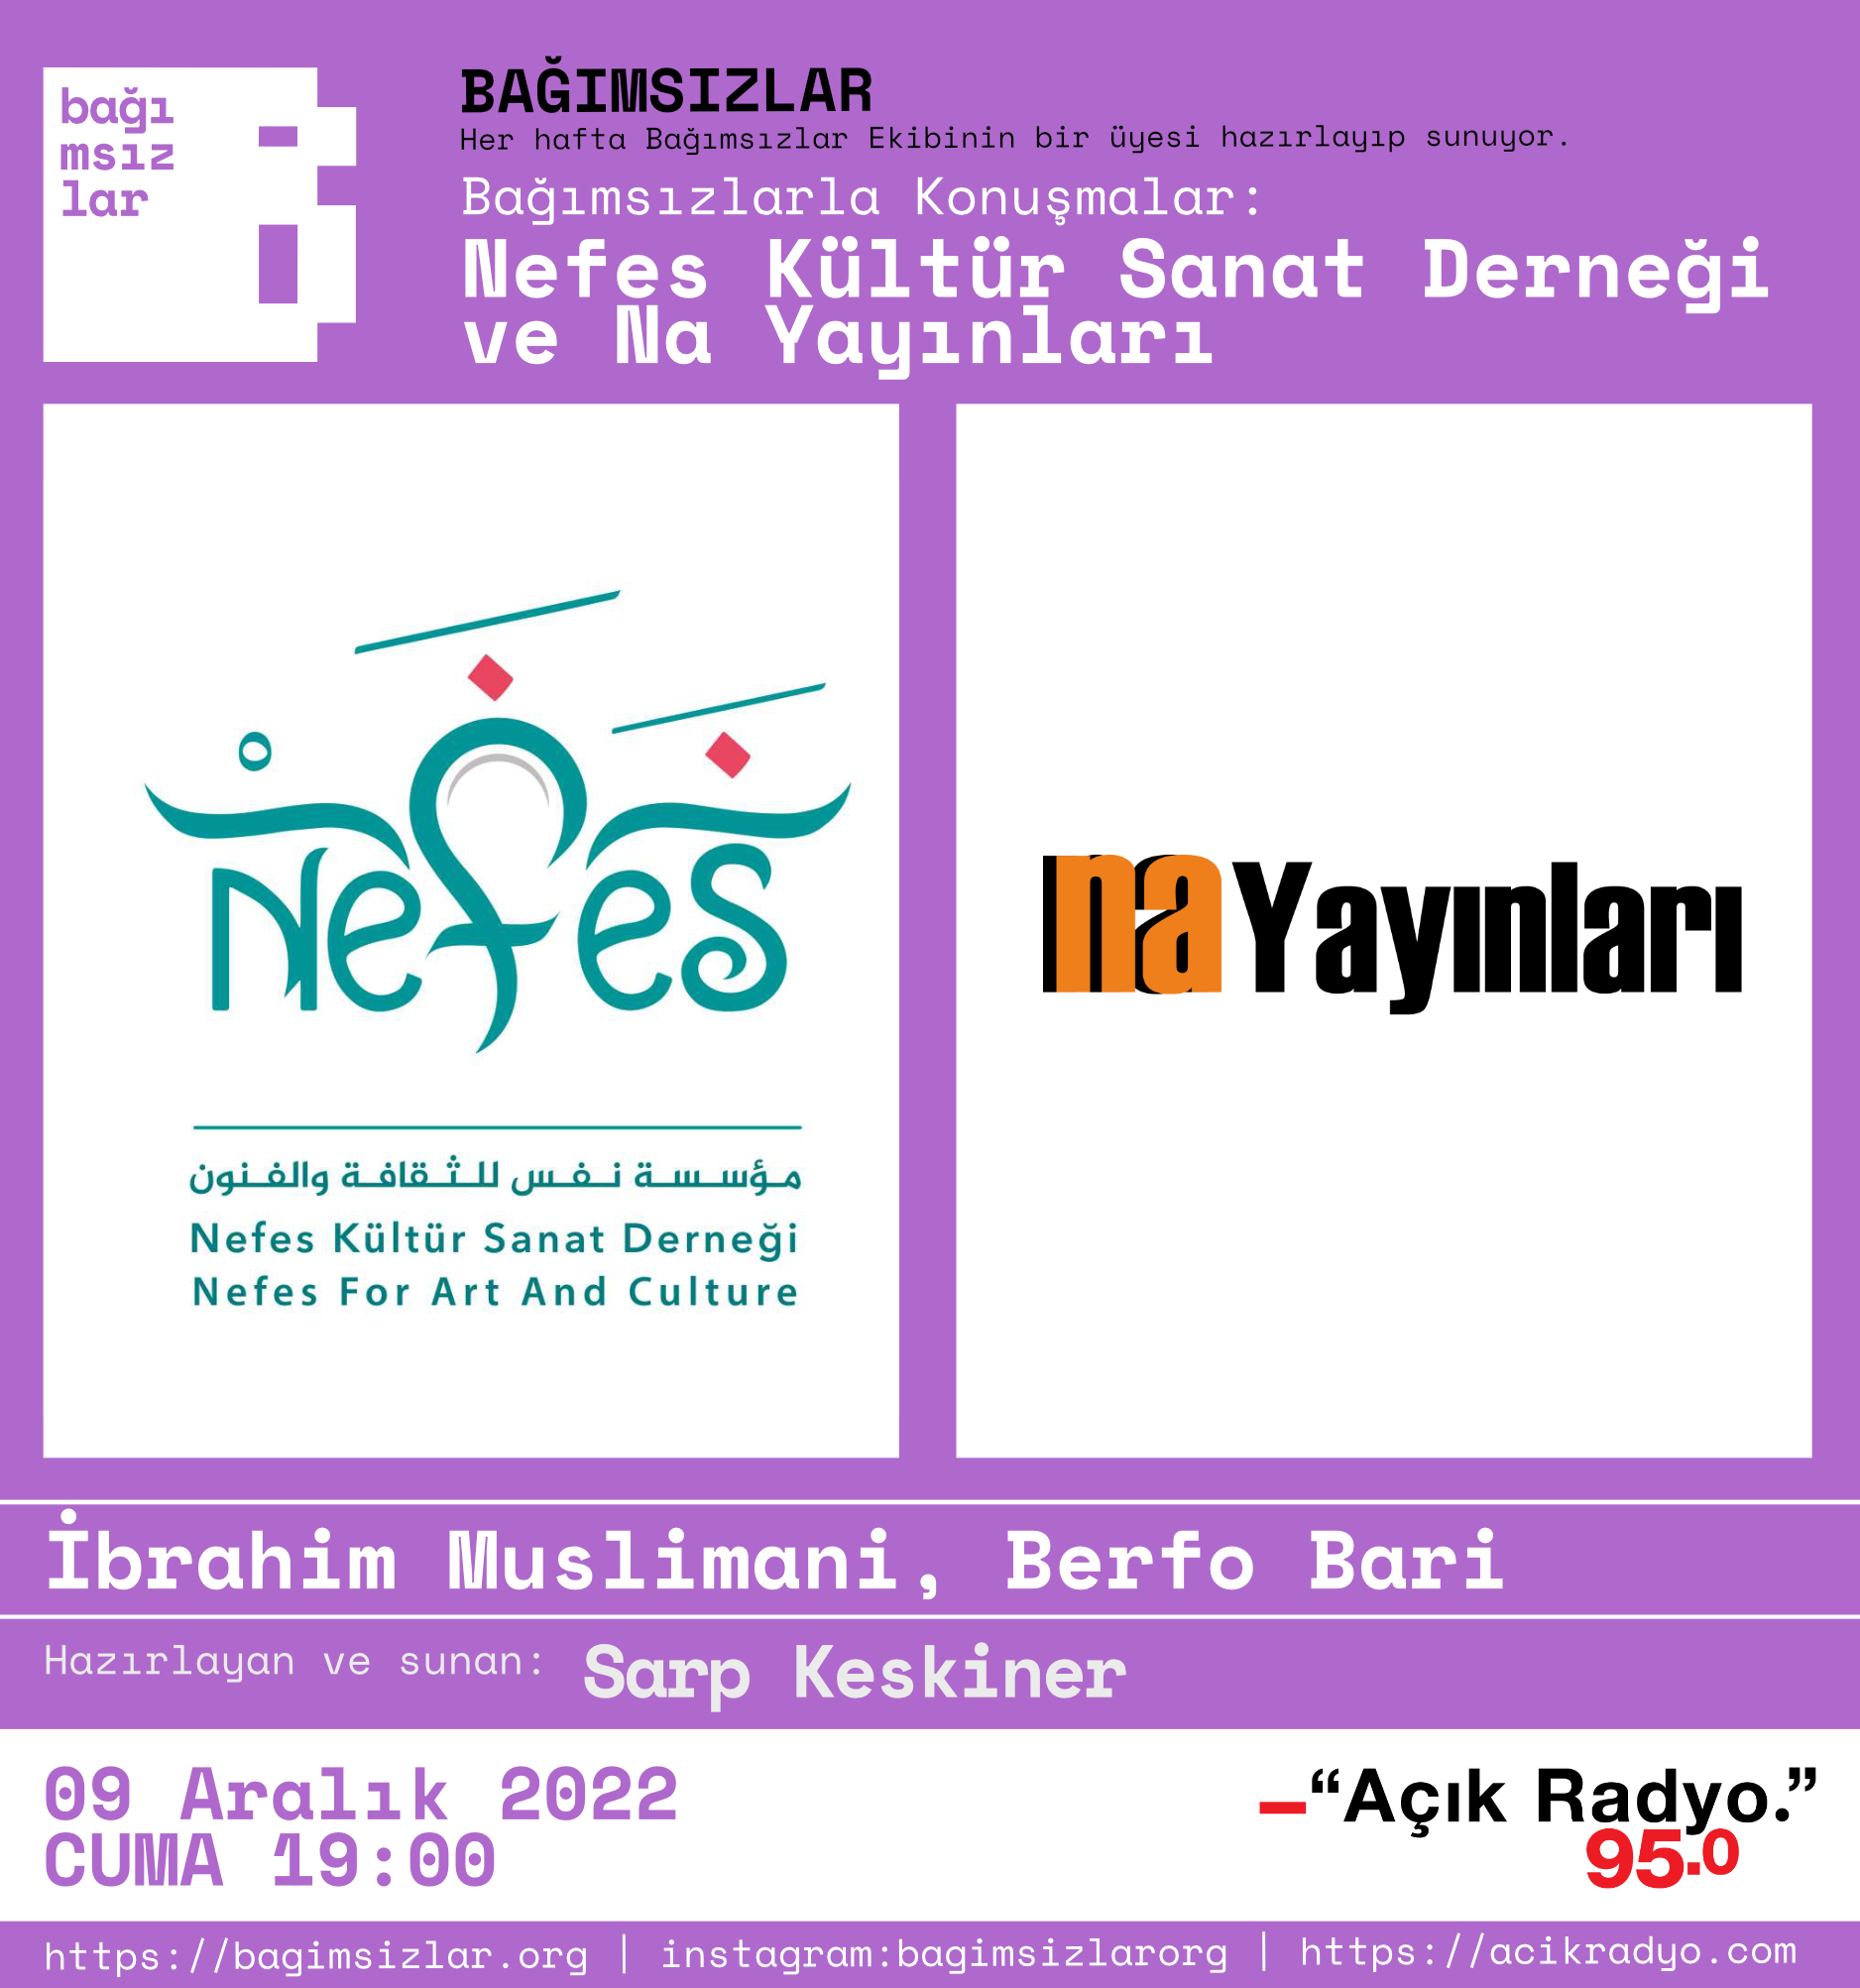 bağı
msız
lar
BAĞIMSIZLAR
Her hafta Bağımsızlar Ekibinin bir üyesi hazırlayıp sunuyor.
Bağımsızlarla Konuşmalar:
Nefes Kültür Sanat Derneği
ve Na Yayınları
Nefes
مؤسسة نفس للثقافة والفنون
Nefes Kültür Sanat Derneği
Nefes For Art And Culture
na Yayınları
İbrahim Muslimani, Berfo Bari
Hazırlayan ve sunan: Sarp Keskiner
09 Aralık 2022
CUMA 19:00
“Açık Radyo.”
95.0
https://bagimsizlar.org | instagram:bagimsizlarorg | https://acikradyo.com